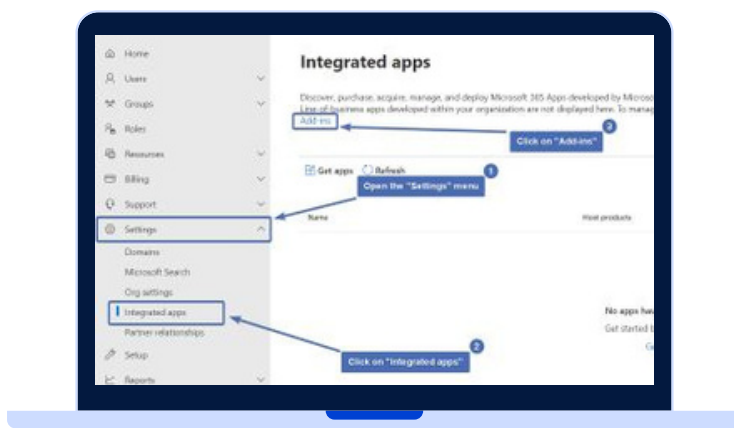 Home
Users
Groups
Roles
Resources
Billing
Support
Settings
Domains
Microsoft Search
Org settings
Integrated apps
Partner relationships
Setup
Reports
Integrated apps
Discover, purchase, acquire, manage, and deploy Microsoft 365 Apps developed by Microso
Line of business apps developed within your organization are not displayed here. To manag
Add-ins
3
Click on "Add-ins"
Get apps Refresh
1
Open the "Settings" menu
Name Host products
No apps hav
Get started b
2
Click on "Integrated apps"